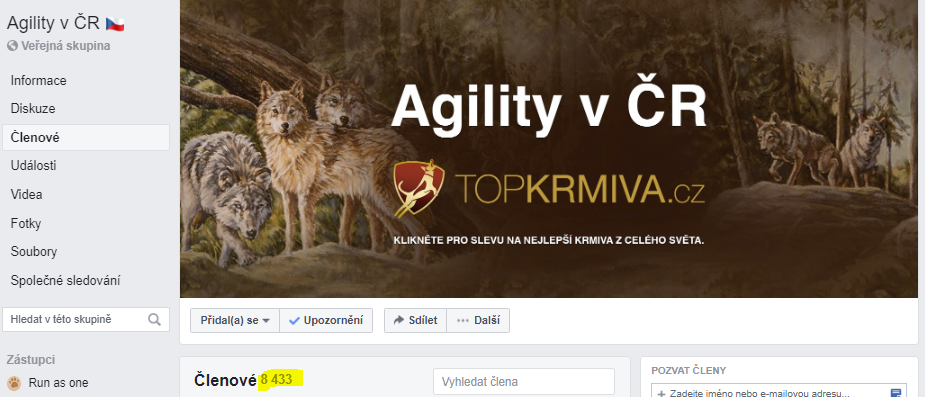 Agility v ČR 🇨🇿
Veřejná skupina
Informace
Diskuze
Členové
Události
Videa
Fotky
Soubory
Společné sledování
Hledat v této skupině
Zástupci
Run as one
Agility v ČR
TOPKRMIVA.cz
KLIKNĚTE PRO SLEVU NA NEJLEPŠÍ KRMIVA Z CELÉHO SVĚTA.
Přidal(a) se Upozornění Sdílet Další
Členové 8 433
Vyhledat člena
POZVAT ČLENY
Zadejte jméno nebo e-mailovou adresu...